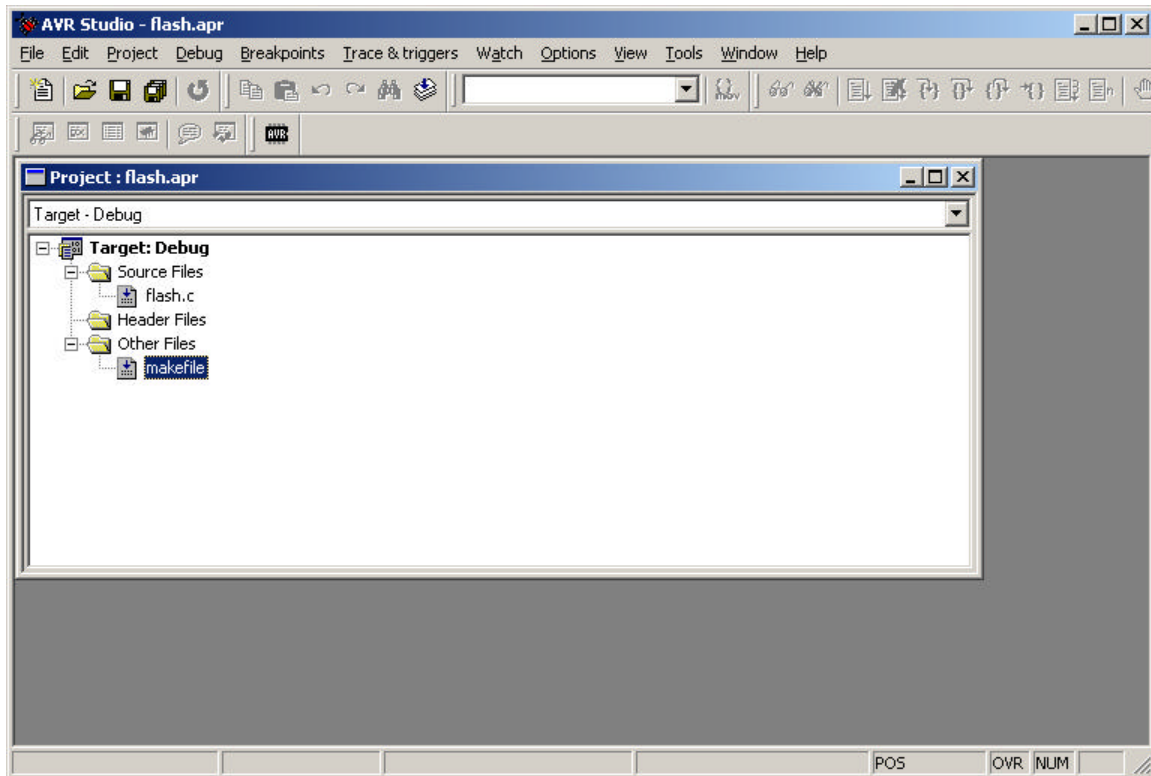 AVR Studio - flash.apr
File Edit Project Debug Breakpoints Trace & triggers Watch Options View Tools Window Help
AVR
Project : flash.apr
Target - Debug
Target: Debug
Source Files
flash.c
Header Files
Other Files
makefile
POS OVR NUM